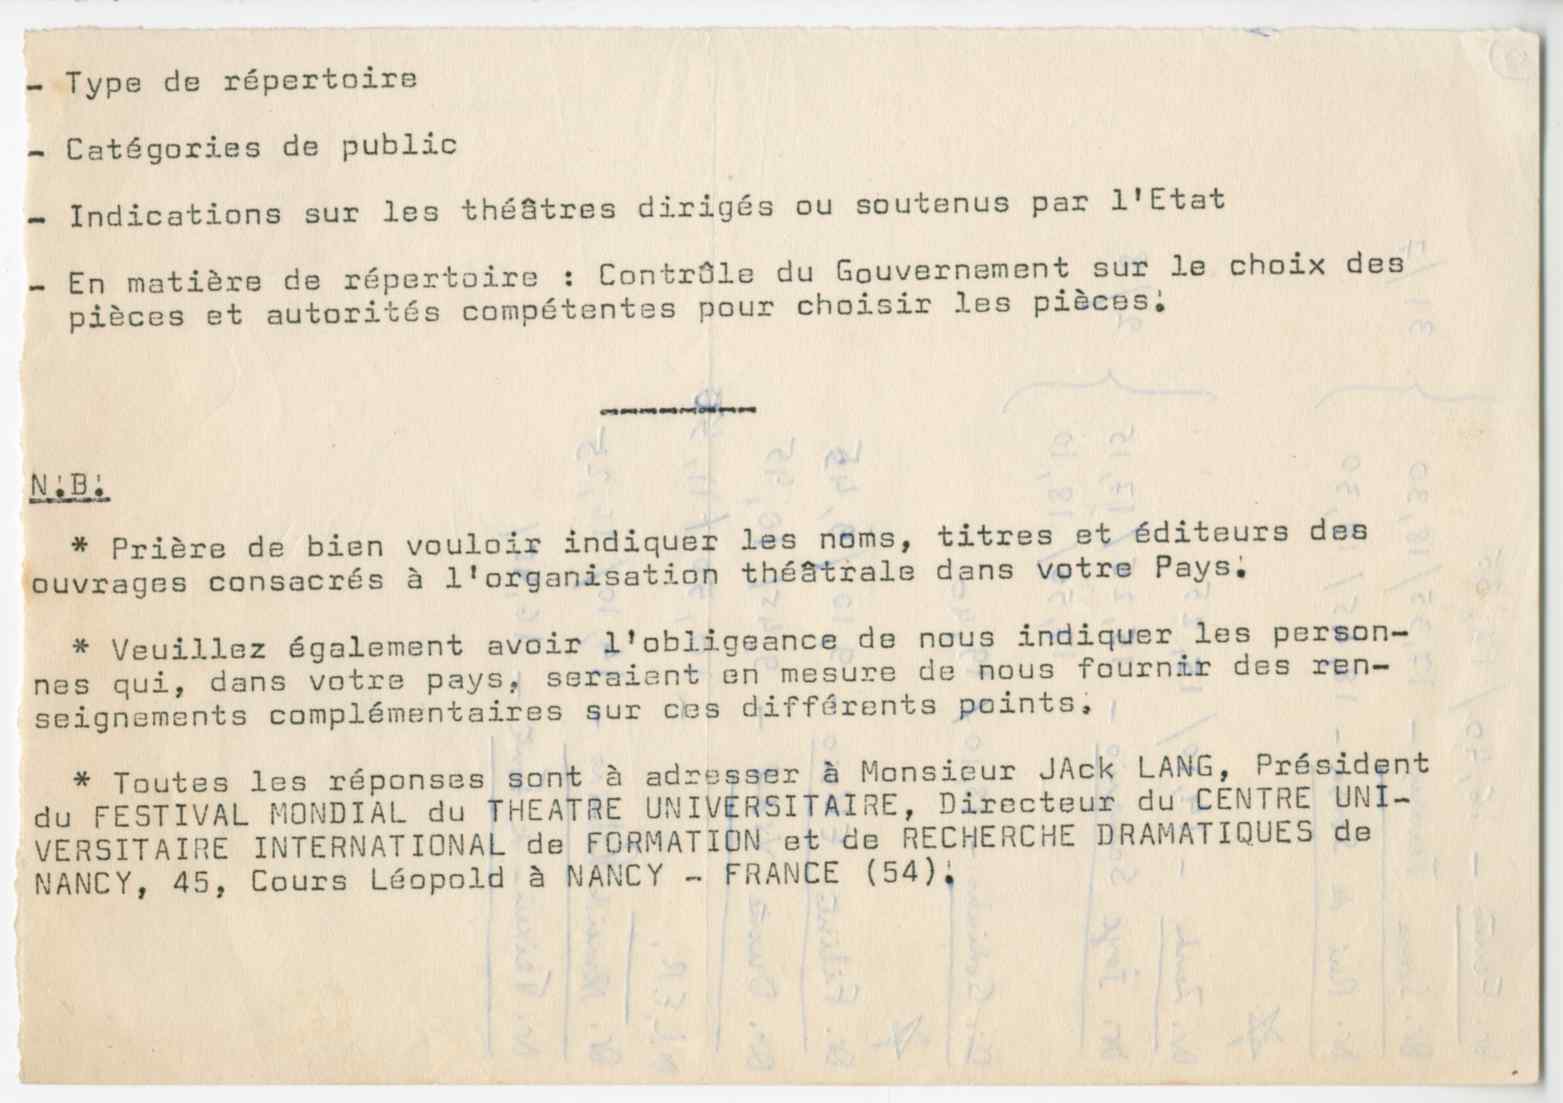 - Type de répertoire
- Catégories de public
- Indications sur les théâtres dirigés ou soutenus par l'Etat
- En matière de répertoire : Contrôle du Gouvernement sur le choix des
pièces et autorités compétentes pour choisir les pièces.
--------
N.B.
* Prière de bien vouloir indiquer les noms, titres et éditeurs des
ouvrages consacrés à l'organisation théâtrale dans votre Pays.
* Veuillez également avoir l'obligeance de nous indiquer les person-
nes qui, dans votre pays, seraient en mesure de nous fournir des ren-
seignements complémentaires sur ces différents points.
* Toutes les réponses sont à adresser à Monsieur JAck LANG, Président
du FESTIVAL MONDIAL du THEATRE UNIVERSITAIRE, Directeur du CENTRE UNI-
VERSITAIRE INTERNATIONAL de FORMATION et de RECHERCHE DRAMATIQUES de
NANCY, 45, Cours Léopold à NANCY - FRANCE (54).